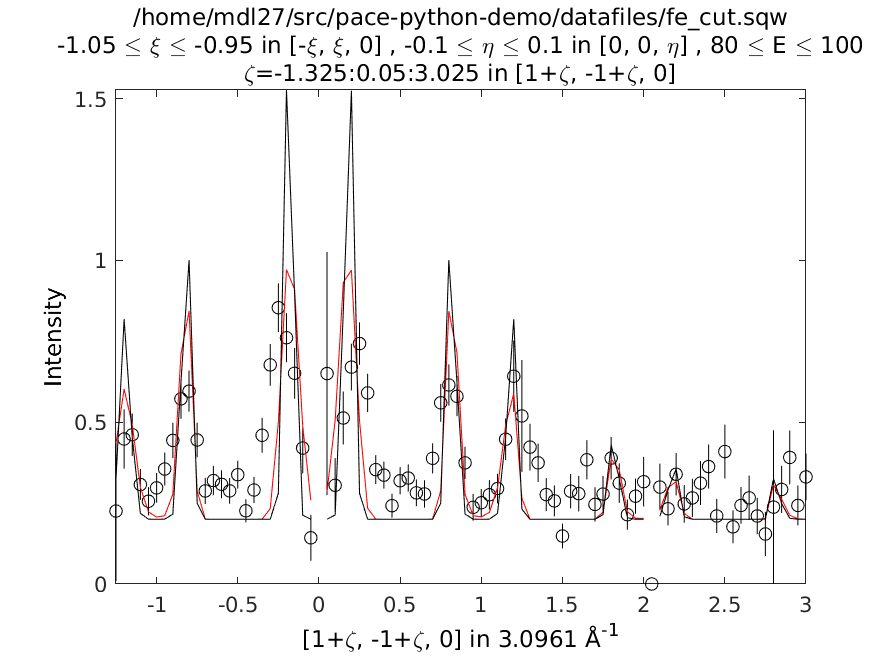 /home/mdl27/src/pace-python-demo/datafiles/fe_cut.sqw
-1.05 ≤ ξ ≤ -0.95 in [-ξ, ξ, 0] , -0.1 ≤ η ≤ 0.1 in [0, 0, η] , 80 ≤ E ≤ 100
ζ=-1.325:0.05:3.025 in [1+ζ, -1+ζ, 0]
1.5
1
0.5
0
Intensity
-1 -0.5 0 0.5 1 1.5 2 2.5 3
[1+ζ, -1+ζ, 0] in 3.0961 Å⁻¹